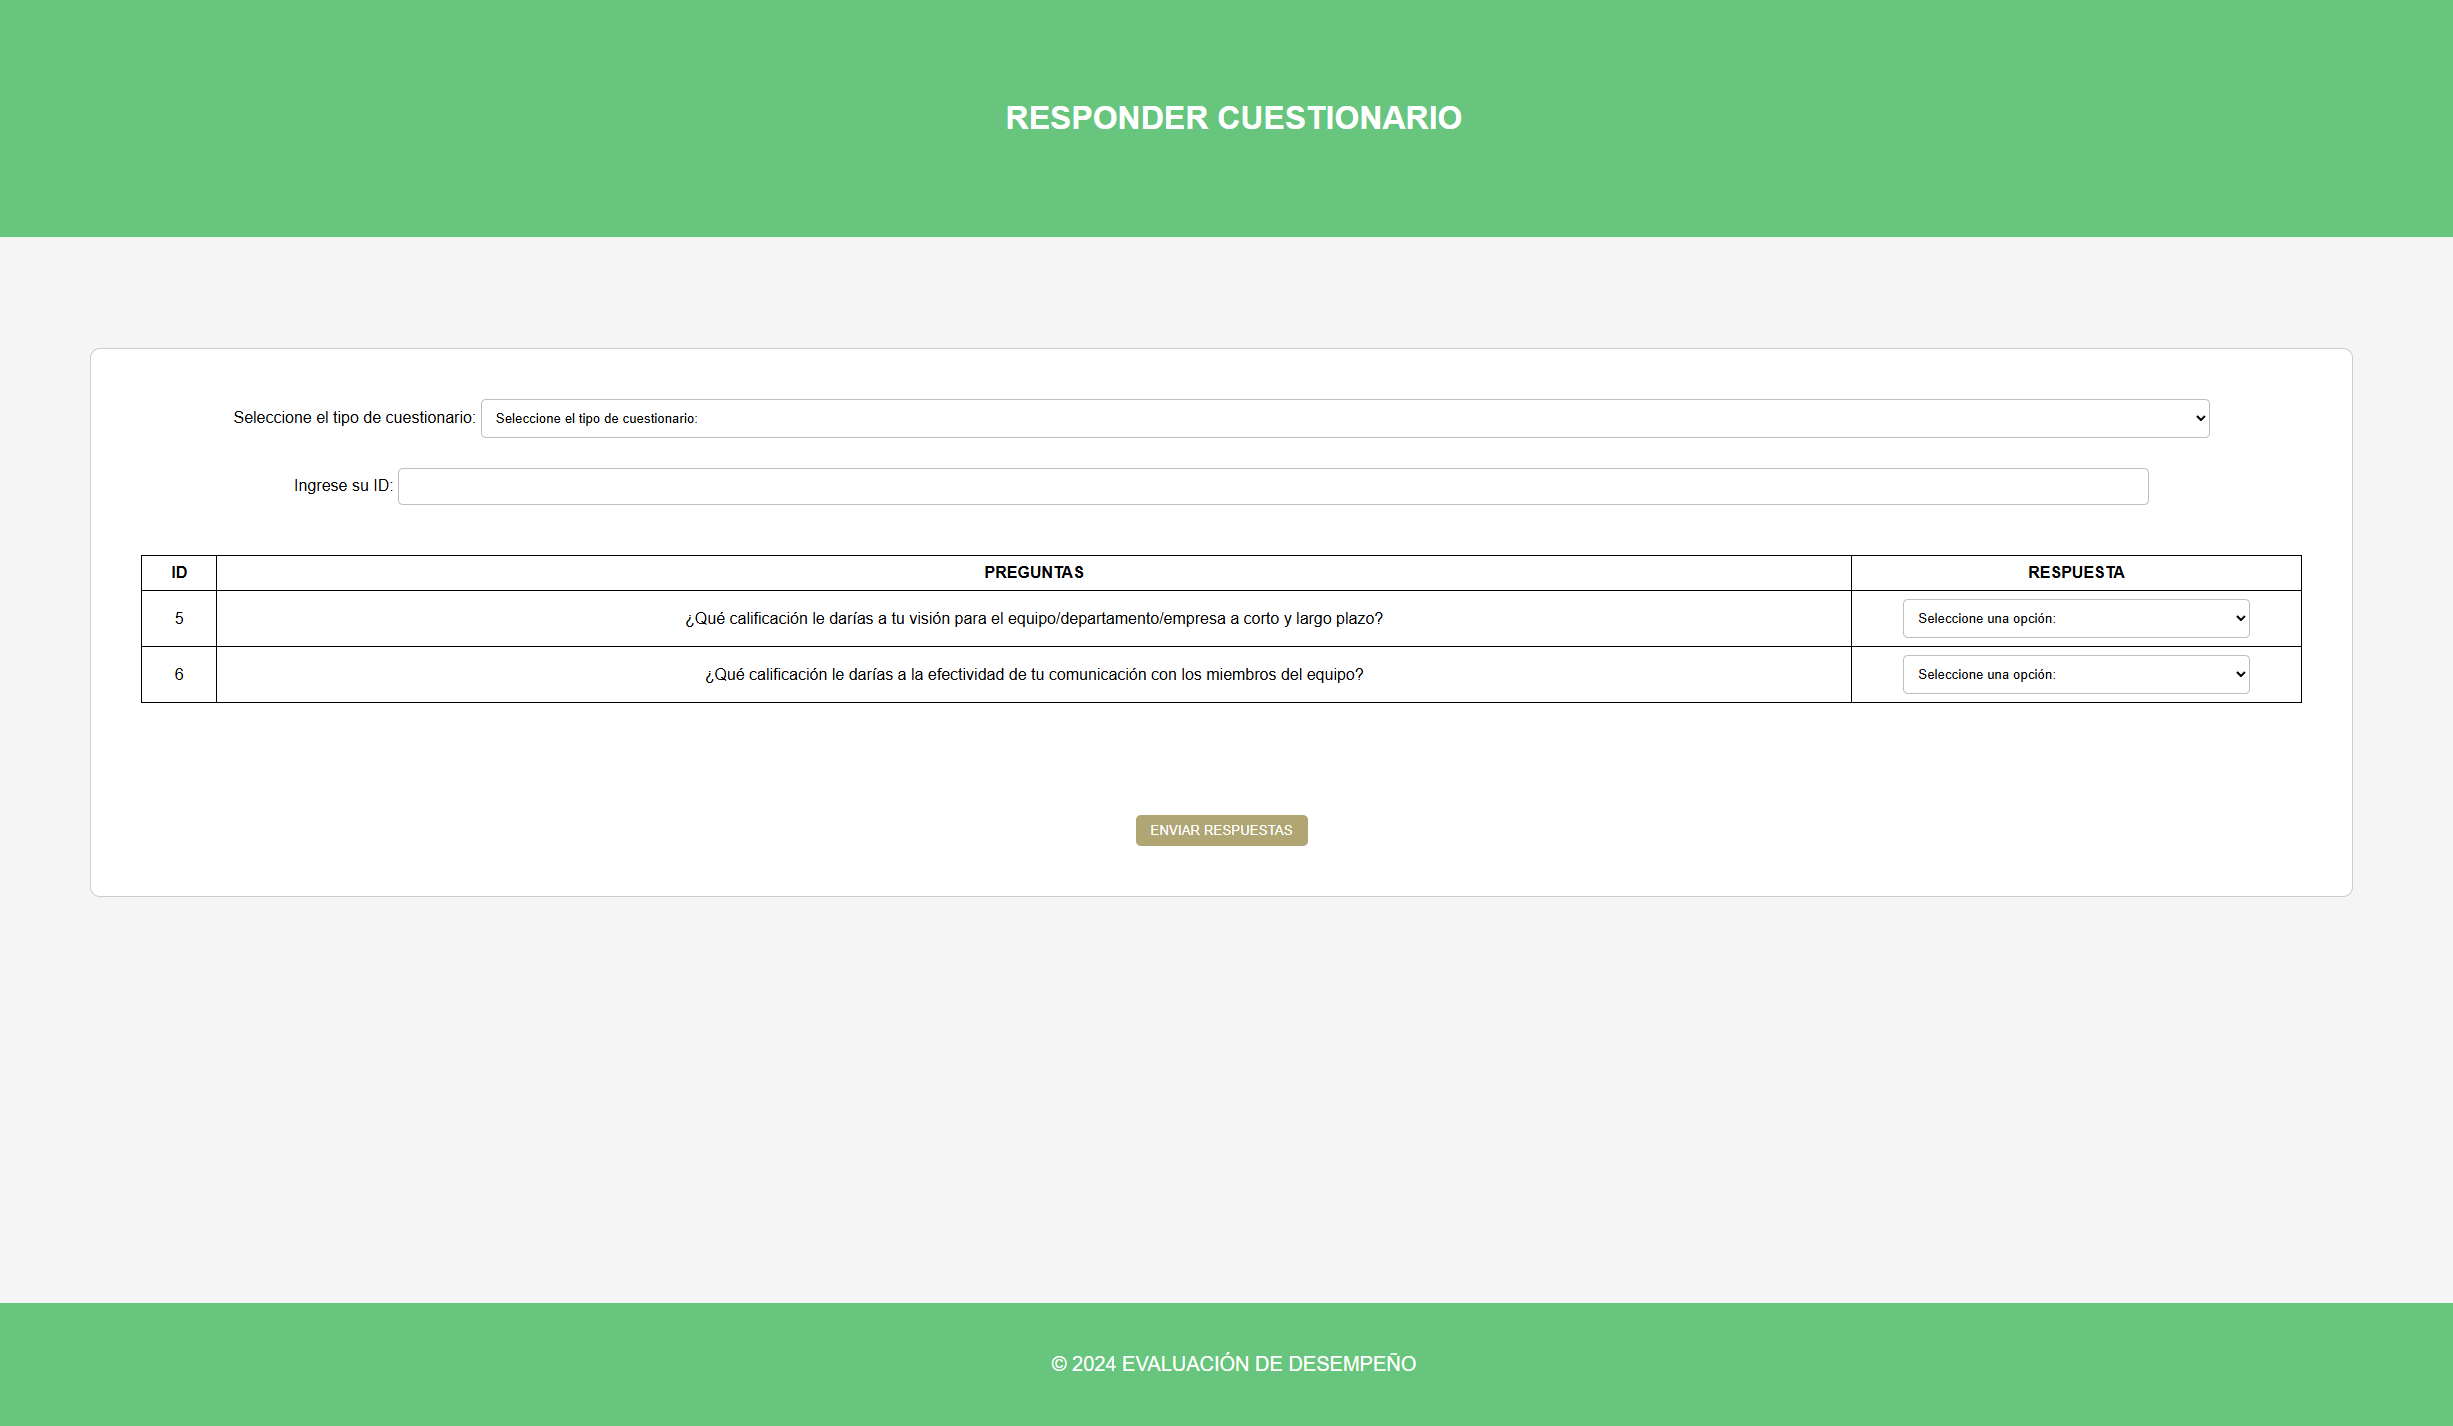 RESPONDER CUESTIONARIO
Seleccione el tipo de cuestionario: Seleccione el tipo de cuestionario:
Ingrese su ID:
ID PREGUNTAS RESPUESTA
5 ¿Qué calificación le darías a tu visión para el equipo/departamento/empresa a corto y largo plazo? Seleccione una opción:
6 ¿Qué calificación le darías a la efectividad de tu comunicación con los miembros del equipo? Seleccione una opción:
ENVIAR RESPUESTAS
© 2024 EVALUACIÓN DE DESEMPEÑO